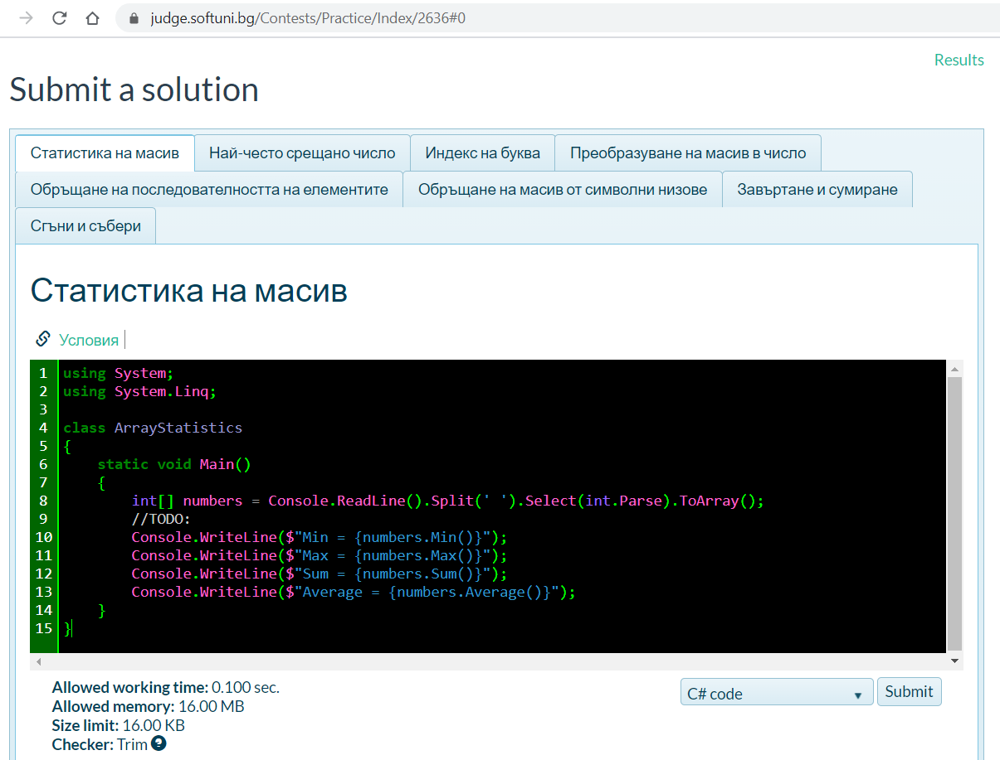 judge.softuni.bg/Contests/Practice/Index/2636#0
Results
Submit a solution
Статистика на масив
Най-често срещано число
Индекс на буква
Преобразуване на масив в число
Обръщане на последователността на елементите
Обръщане на масив от символни низове
Завъртане и сумиране
Сгъни и събери
Статистика на масив
Условия
1 using System;
2 using System.Linq;
3
4 class ArrayStatistics
5 {
6     static void Main()
7     {
8         int[] numbers = Console.ReadLine().Split(' ').Select(int.Parse).ToArray();
9         //TODO:
10         Console.WriteLine($"Min = {numbers.Min()}");
11         Console.WriteLine($"Max = {numbers.Max()}");
12         Console.WriteLine($"Sum = {numbers.Sum()}");
13         Console.WriteLine($"Average = {numbers.Average()}");
14     }
15 }
Allowed working time: 0.100 sec.
Allowed memory: 16.00 MB
Size limit: 16.00 KB
Checker: Trim ?
C# code
Submit